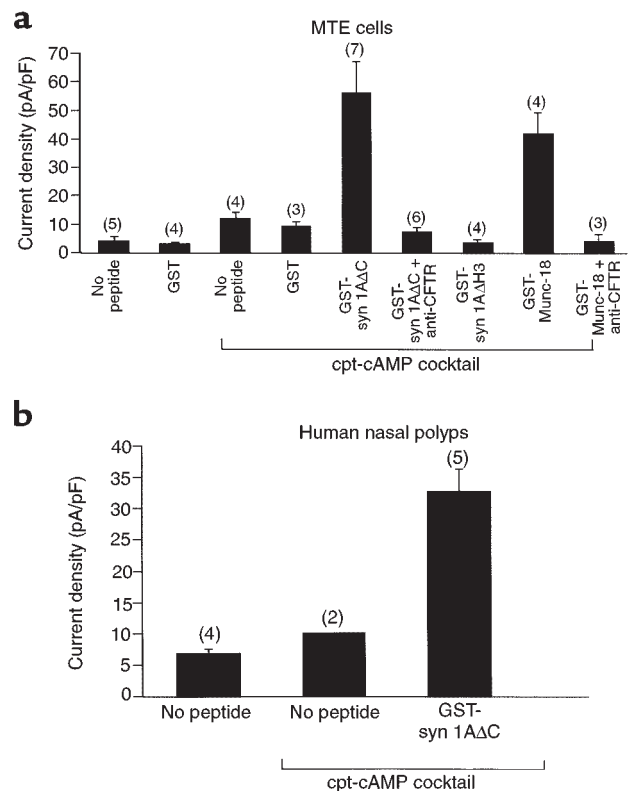 a
MTE cells
Current density (pA/pF)
70
60
50
40
30
20
10
0
(5)
(4)
(4)
(3)
(7)
(6)
(4)
(4)
(3)
No
peptide
GST
No
peptide
GST
GST-
syn 1AΔC
GST-
syn 1AΔC +
anti-CFTR
GST-
syn 1AΔH3
GST-
Munc-18
GST-
Munc-18 +
anti-CFTR
cpt-cAMP cocktail
b
Human nasal polyps
Current density (pA/pF)
40
35
30
25
20
15
10
5
0
(4)
(2)
(5)
No peptide
No peptide
GST-
syn 1AΔC
cpt-cAMP cocktail